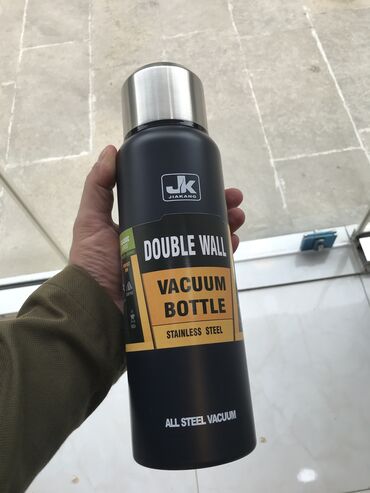 JK
JIAKANG
DOUBLE WALL
VACUUM
BOTTLE
STAINLESS STEEL
ALL STEEL VACUUM